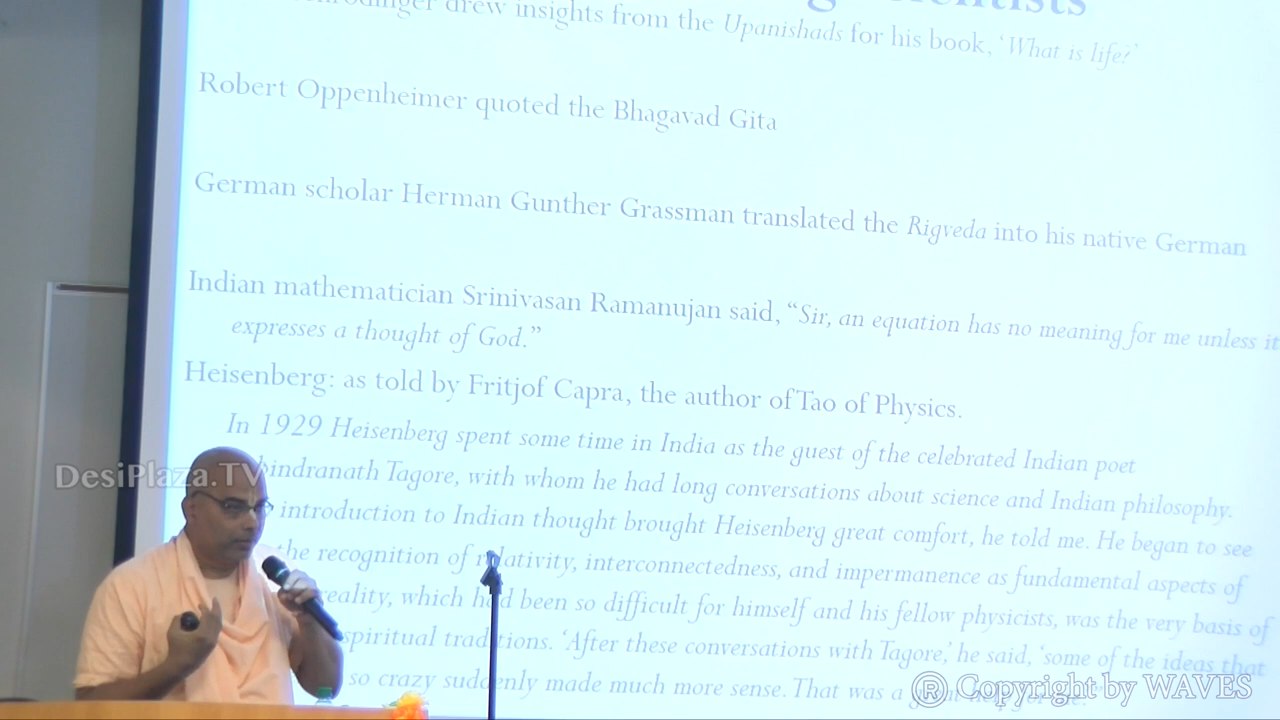 drew insights from the Upanishads for his book, ‘What is life?’
Robert Oppenheimer quoted the Bhagavad Gita
German scholar Herman Gunther Grassman translated the Rigveda into his native German
Indian mathematician Srinivasan Ramanujan said, “Sir, an equation has no meaning for me unless it
expresses a thought of God.”
Heisenberg: as told by Fritjof Capra, the author of Tao of Physics.
In 1929 Heisenberg spent some time in India as the guest of the celebrated Indian poet
DesiPlaza.TV
Tagore, with whom he had long conversations about science and Indian philosophy.
introduction to Indian thought brought Heisenberg great comfort, he told me. He began to see
the recognition of relativity, interconnectedness, and impermanence as fundamental aspects of
reality, which had been so difficult for himself and his fellow physicists, was the very basis of
spiritual traditions. ‘After these conversations with Tagore,’ he said, ‘some of the ideas that
so crazy suddenly made much more sense. That was a
® Copyright by WAVES